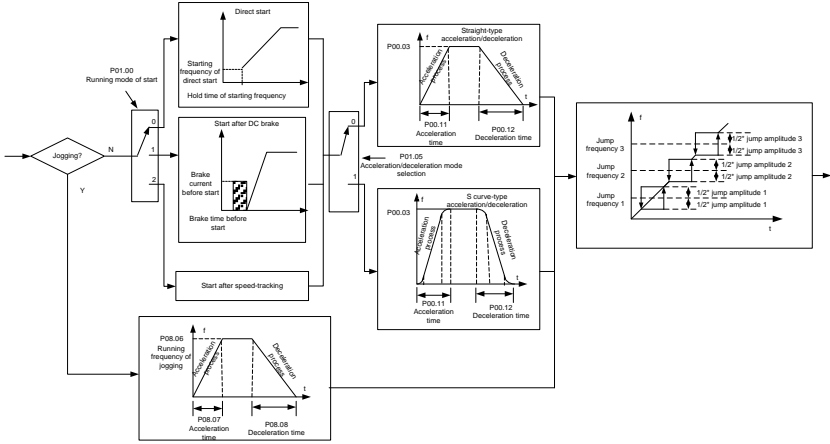 Direct start
Starting
frequency of
direct start
Hold time of starting frequency
P01.00
Running mode of start
Jogging?
N
Y
0
1
2
Start after DC brake
Brake
current
before start
Brake time before
start
Start after speed-tracking
0
1
P01.05
Acceleration/deceleration mode
selection
Straight-type
acceleration/deceleration
f
P00.03
Acceleration
process
Deceleration
process
t
P00.11
Acceleration
time
P00.12
Deceleration time
S curve-type
acceleration/deceleration
f
P00.03
Acceleration
process
Deceleration
process
t
P00.11
Acceleration
time
P00.12
Deceleration time
f
Jump
frequency 3
Jump
frequency 2
Jump
frequency 1
1/2" jump amplitude 3
1/2" jump amplitude 3
1/2" jump amplitude 2
1/2" jump amplitude 2
1/2" jump amplitude 1
1/2" jump amplitude 1
t
f
P08.06
Running
frequency of
jogging
Acceleration
process
Deceleration
process
t
P08.07
Acceleration
time
P08.08
Deceleration time